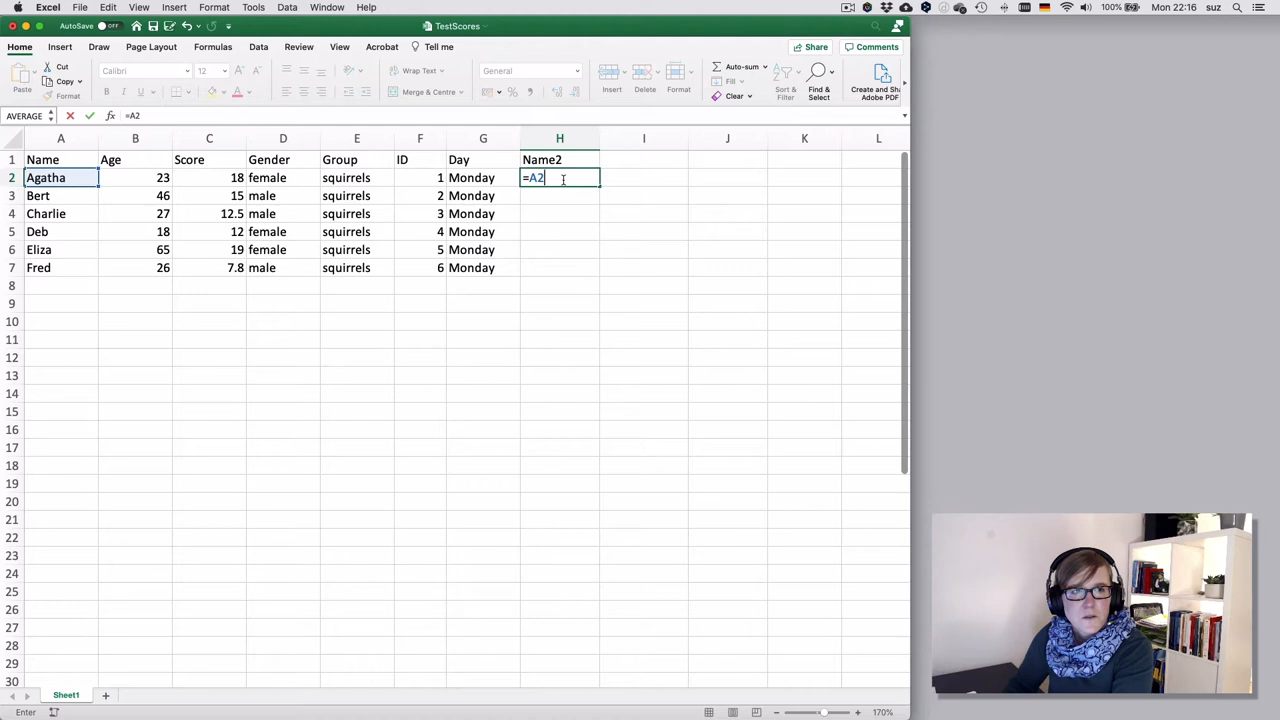 Excel File Edit View Insert Format Tools Data Window Help 100% Mon 22:16 suz
AutoSave OFF TestScores
Home Insert Draw Page Layout Formulas Data Review View Acrobat Tell me Share Comments
Paste Cut Copy Format Calibri 12 B I U A Wrap Text Merge & Centre General % Insert Delete Format Auto-sum Fill Clear Sort & Filter Find & Select Create and Sha Adobe PDF
AVERAGE fx =A2
A B C D E F G H I J K L
1 Name Age Score Gender Group ID Day Name2
2 Agatha 23 18 female squirrels 1 Monday =A2
3 Bert 46 15 male squirrels 2 Monday
4 Charlie 27 12.5 male squirrels 3 Monday
5 Deb 18 12 female squirrels 4 Monday
6 Eliza 65 19 female squirrels 5 Monday
7 Fred 26 7.8 male squirrels 6 Monday
8
9
10
11
12
13
14
15
16
17
18
19
20
21
22
23
24
25
26
27
28
29
30
Sheet1 +
Enter 170%